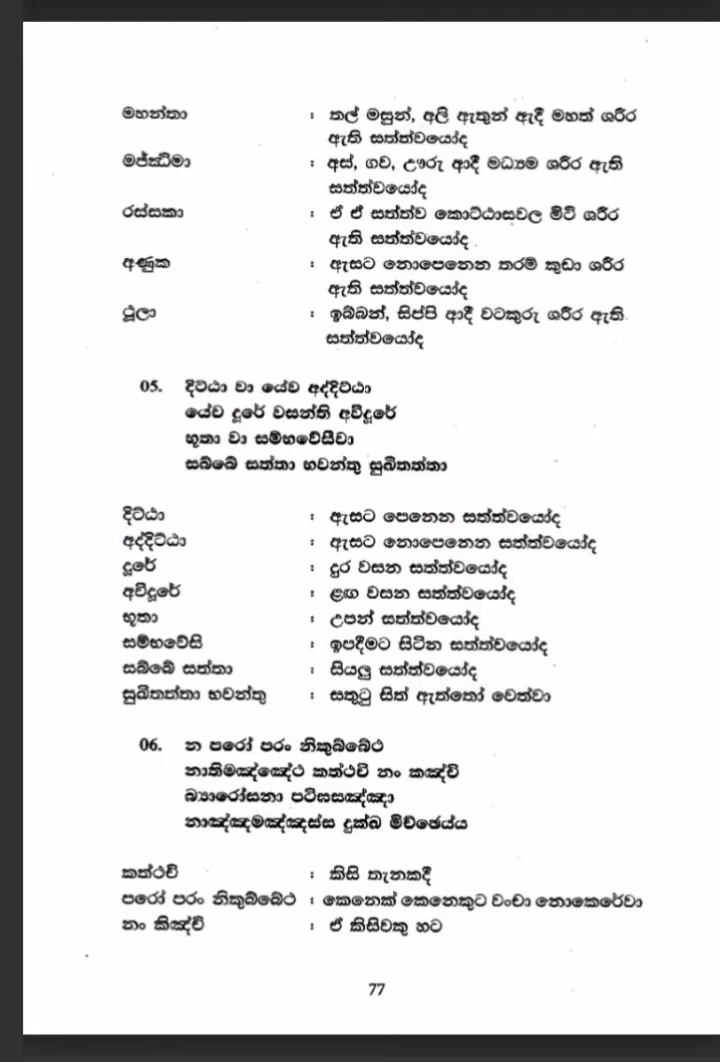 මහන්තා : තල් මසුන්, අලි ඇතුන් ඇදී මහත් ශරීර
ඇති සත්ත්වයෝද
මජ්ඣිමා : අස්, ගව, ඌරු ආදී මධ්‍යම ශරීර ඇති
සත්ත්වයෝද
රස්සකා : ඒ ඒ සත්ත්ව කොට්ඨාසවල මිටි ශරීර
ඇති සත්ත්වයෝද
අණුක : ඇසට නොපෙනෙන තරම් කුඩා ශරීර
ඇති සත්ත්වයෝද
ථූලා : ඉබ්බන්, සිප්පි ආදී වටකුරු ශරීර ඇති
සත්ත්වයෝද
05. දිට්ඨා වා යේව අද්දිට්ඨා
යේව දූරේ වසන්ති අවිදූරේ
භූතා වා සම්භවේසීවා
සබ්බේ සත්තා භවන්තු සුඛිතත්තා
දිට්ඨා : ඇසට පෙනෙන සත්ත්වයෝද
අද්දිට්ඨා : ඇසට නොපෙනෙන සත්ත්වයෝද
දූරේ : දුර වසන සත්ත්වයෝද
අවිදූරේ : ළඟ වසන සත්ත්වයෝද
භූතා : උපන් සත්ත්වයෝද
සම්භවේසි : ඉපදීමට සිටින සත්ත්වයෝද
සබ්බේ සත්තා : සියලු සත්ත්වයෝද
සුඛිතත්තා භවන්තු : සතුටු සිත් ඇත්තෝ වෙත්වා
06. න පරෝ පරං නිකුබ්බේථ
නාතිමඤ්ඤේථ කත්ථචි නං කඤ්චි
බ්‍යාරෝසනා පටිඝසඤ්ඤා
නාඤ්ඤමඤ්ඤස්ස දුක්ඛ මිච්ඡෙය්ය
කත්ථචි : කිසි තැනකදී
පරෝ පරං නිකුබ්බේථ : කෙනෙක් කෙනෙකුට වංචා නොකෙරේවා
නං කිඤ්චි : ඒ කිසිවකු හට
77